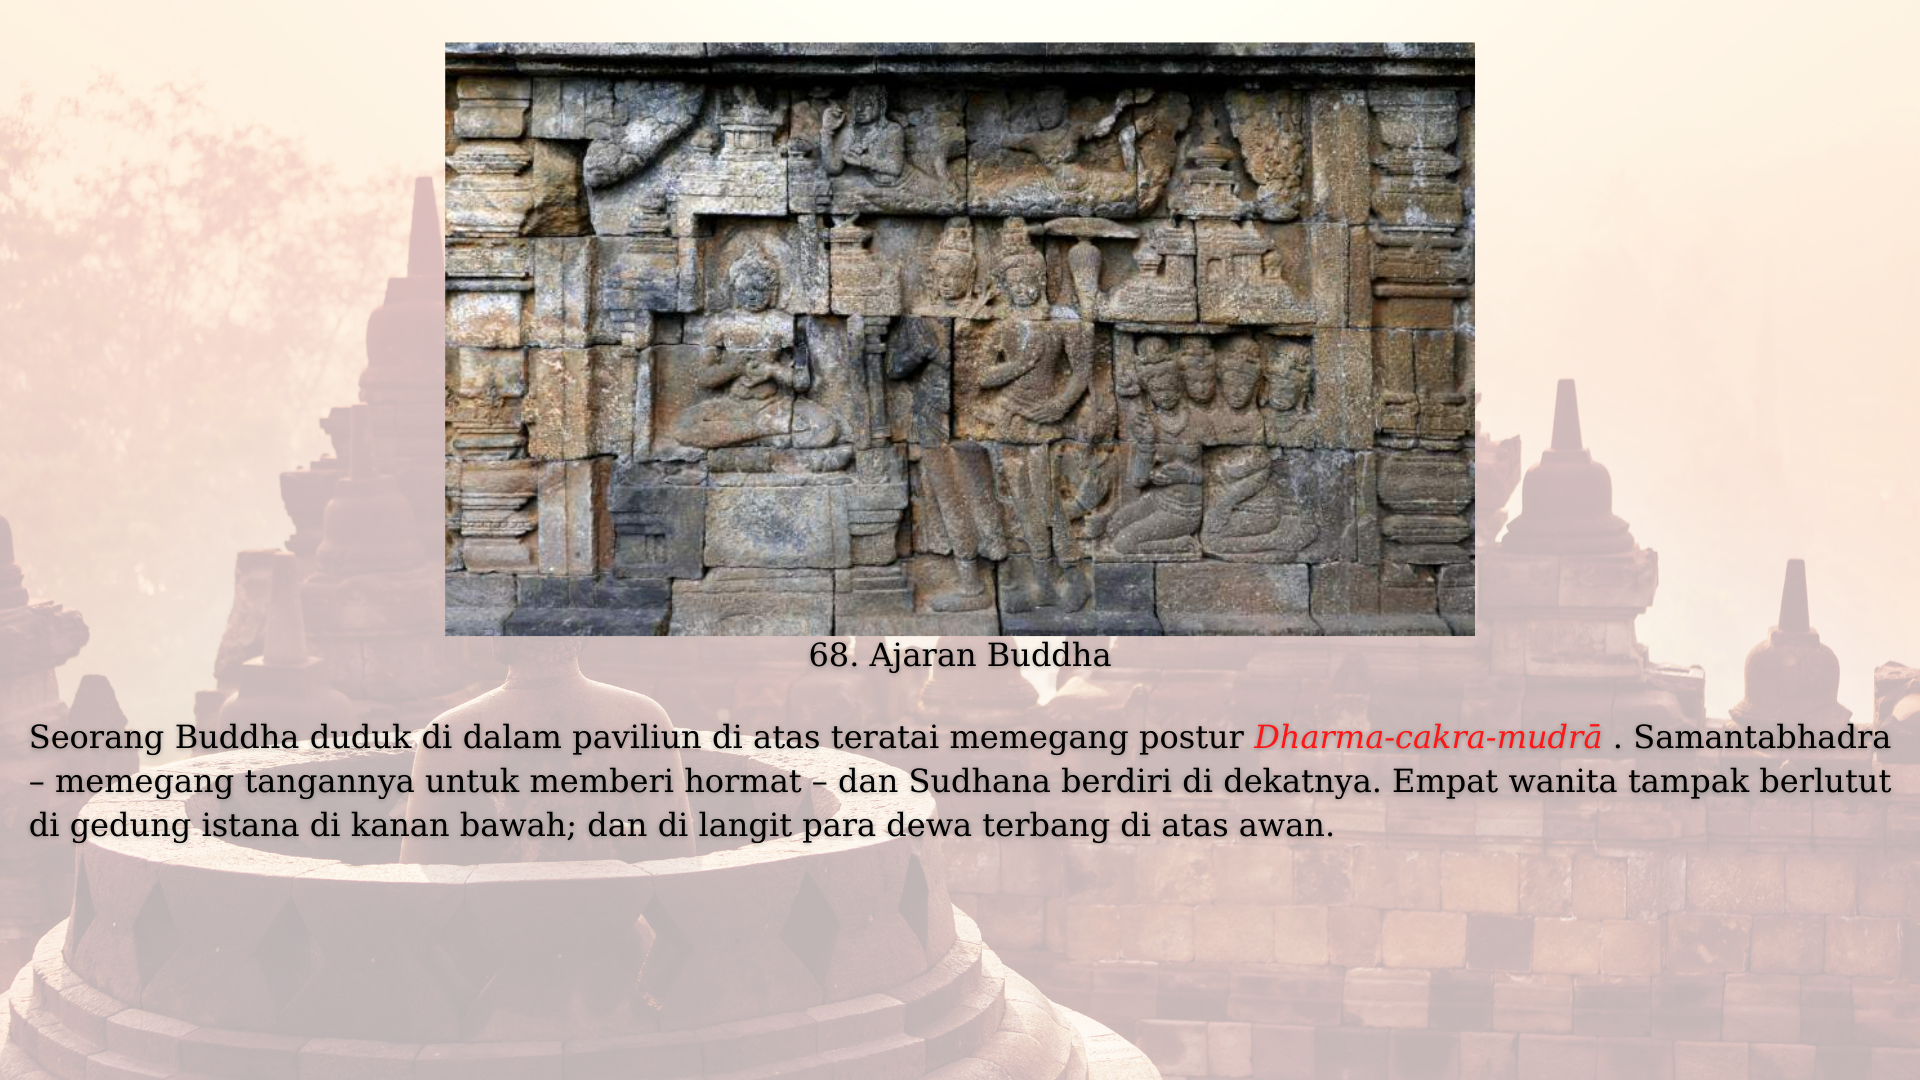 68. Ajaran Buddha
Seorang Buddha duduk di dalam paviliun di atas teratai memegang postur Dharma-cakra-mudrā . Samantabhadra
– memegang tangannya untuk memberi hormat – dan Sudhana berdiri di dekatnya. Empat wanita tampak berlutut
di gedung istana di kanan bawah; dan di langit para dewa terbang di atas awan.